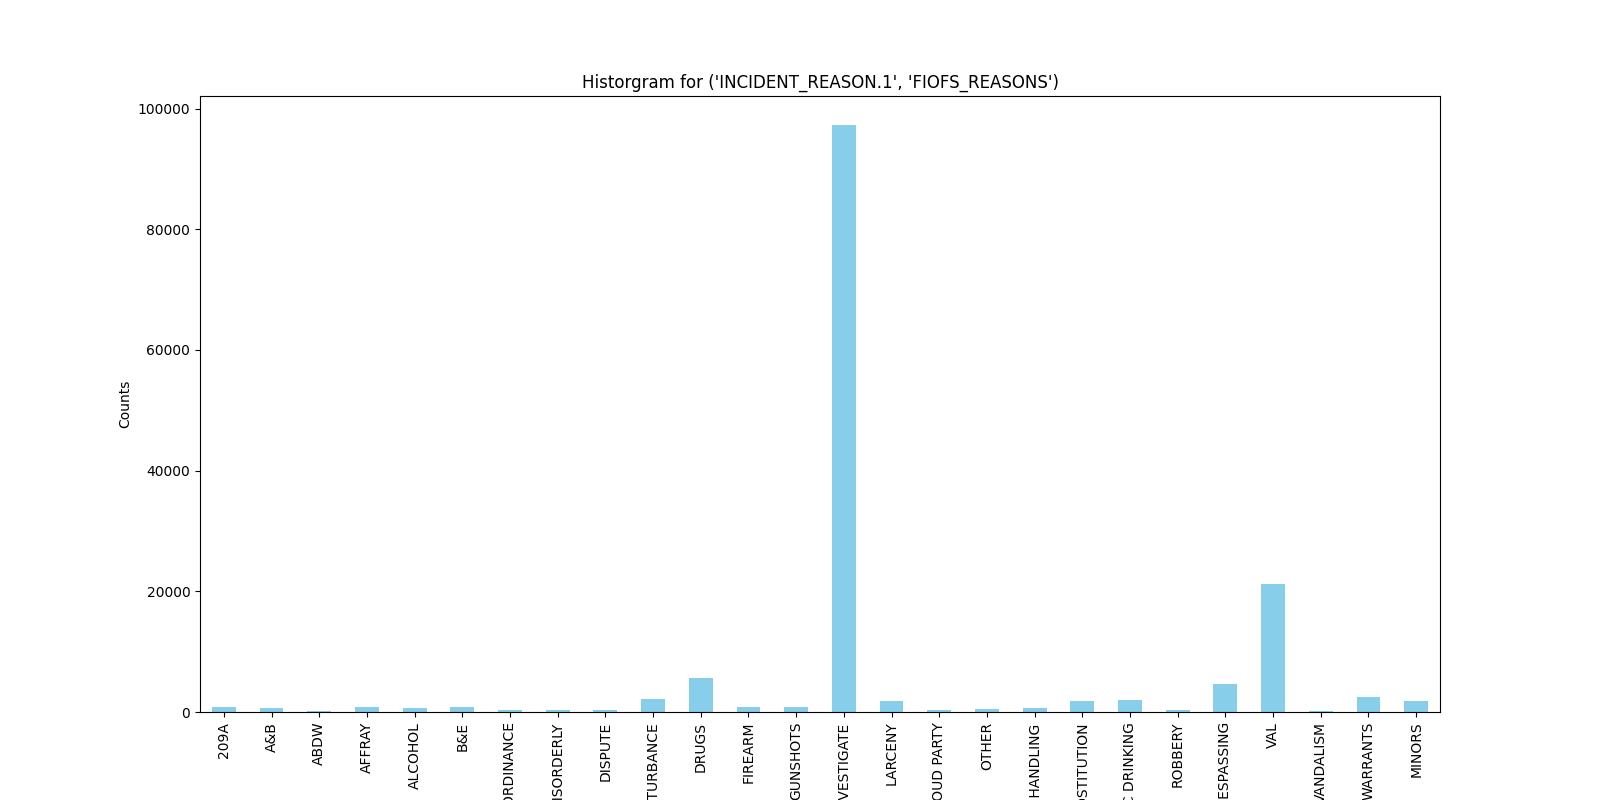 Historgram for ('INCIDENT_REASON.1', 'FIOFS_REASONS')
100000
80000
60000
40000
20000
0
Counts
209A
A&B
ABDW
AFFRAY
ALCOHOL
B&E
ORDINANCE
ISORDERLY
DISPUTE
TURBANCE
DRUGS
FIREARM
GUNSHOTS
VESTIGATE
LARCENY
OUD PARTY
OTHER
HANDLING
OSTITUTION
C DRINKING
ROBBERY
ESPASSING
VAL
VANDALISM
WARRANTS
MINORS